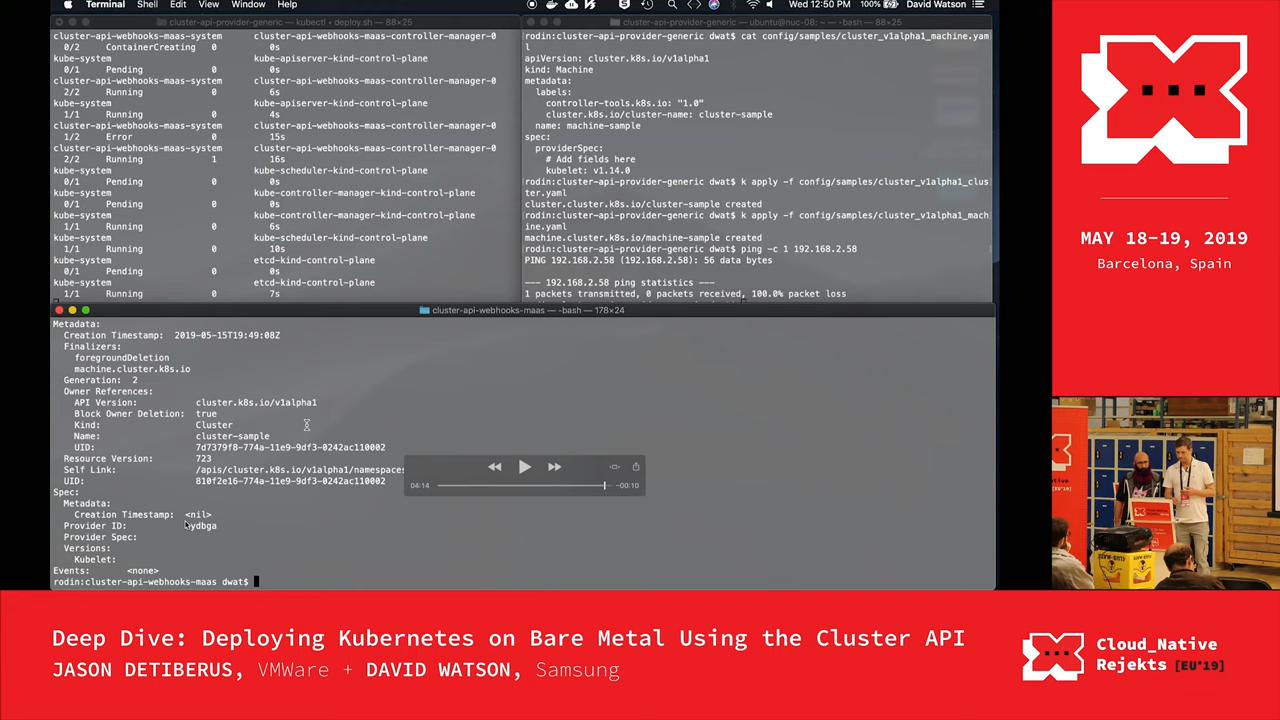 Terminal Shell Edit View Window Help
Wed 12:50 PM 100% David Watson
cluster-api-provider-generic — kubectl ◂ deploy.sh — 88×25
cluster-api-webhooks-maas-system cluster-api-webhooks-maas-controller-manager-0
0/2 ContainerCreating 0 0s
kube-system kube-apiserver-kind-control-plane
0/1 Pending 0 0s
cluster-api-webhooks-maas-system cluster-api-webhooks-maas-controller-manager-0
2/2 Running 0 6s
kube-system kube-apiserver-kind-control-plane
1/1 Running 0 4s
cluster-api-webhooks-maas-system cluster-api-webhooks-maas-controller-manager-0
1/2 Error 0 15s
cluster-api-webhooks-maas-system cluster-api-webhooks-maas-controller-manager-0
2/2 Running 1 16s
kube-system kube-scheduler-kind-control-plane
0/1 Pending 0 0s
kube-system kube-controller-manager-kind-control-plane
0/1 Pending 0 0s
kube-system kube-controller-manager-kind-control-plane
1/1 Running 0 6s
kube-system kube-scheduler-kind-control-plane
1/1 Running 0 10s
kube-system etcd-kind-control-plane
0/1 Pending 0 0s
kube-system etcd-kind-control-plane
1/1 Running 0 7s
cluster-api-provider-generic — ubuntu@nuc-08: ~ — -bash — 88×25
rodin:cluster-api-provider-generic dwat$ cat config/samples/cluster_v1alpha1_machine.yam
l
apiVersion: cluster.k8s.io/v1alpha1
kind: Machine
metadata:
labels:
controller-tools.k8s.io: "1.0"
cluster.k8s.io/cluster-name: cluster-sample
name: machine-sample
spec:
providerSpec:
# Add fields here
kubelet: v1.14.0
rodin:cluster-api-provider-generic dwat$ k apply -f config/samples/cluster_v1alpha1_clus
ter.yaml
cluster.cluster.k8s.io/cluster-sample created
rodin:cluster-api-provider-generic dwat$ k apply -f config/samples/cluster_v1alpha1_mach
ine.yaml
machine.cluster.k8s.io/machine-sample created
rodin:cluster-api-provider-generic dwat$ ping -c 1 192.168.2.58
PING 192.168.2.58 (192.168.2.58): 56 data bytes
--- 192.168.2.58 ping statistics ---
1 packets transmitted, 0 packets received, 100.0% packet loss
cluster-api-webhooks-maas — -bash — 178×24
Metadata:
Creation Timestamp: 2019-05-15T19:49:08Z
Finalizers:
foregroundDeletion
machine.cluster.k8s.io
Generation: 2
Owner References:
API Version: cluster.k8s.io/v1alpha1
Block Owner Deletion: true
Kind: Cluster
Name: cluster-sample
UID: 7d7379f8-774a-11e9-9df3-0242ac110002
Resource Version: 723
Self Link: /apis/cluster.k8s.io/v1alpha1/namespaces
UID: 810f2e16-774a-11e9-9df3-0242ac110002
Spec:
Metadata:
Creation Timestamp: <nil>
Provider ID: ydbga
Provider Spec:
Versions:
Kubelet:
Events: <none>
rodin:cluster-api-webhooks-maas dwat$
04:14 -00:10
MAY 18-19, 2019
Barcelona, Spain
Deep Dive: Deploying Kubernetes on Bare Metal Using the Cluster API
JASON DETIBERUS, VMWare + DAVID WATSON, Samsung
Cloud_Native
Rejekts [EU'19]